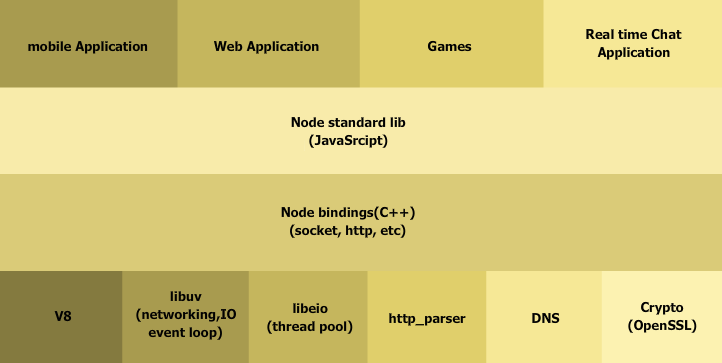 mobile Application
Web Application
Games
Real time Chat
Application
Node standard lib
(JavaSrcipt)
Node bindings(C++)
(socket, http, etc)
V8
libuv
(networking,IO
event loop)
libeio
(thread pool)
http_parser
DNS
Crypto
(OpenSSL)